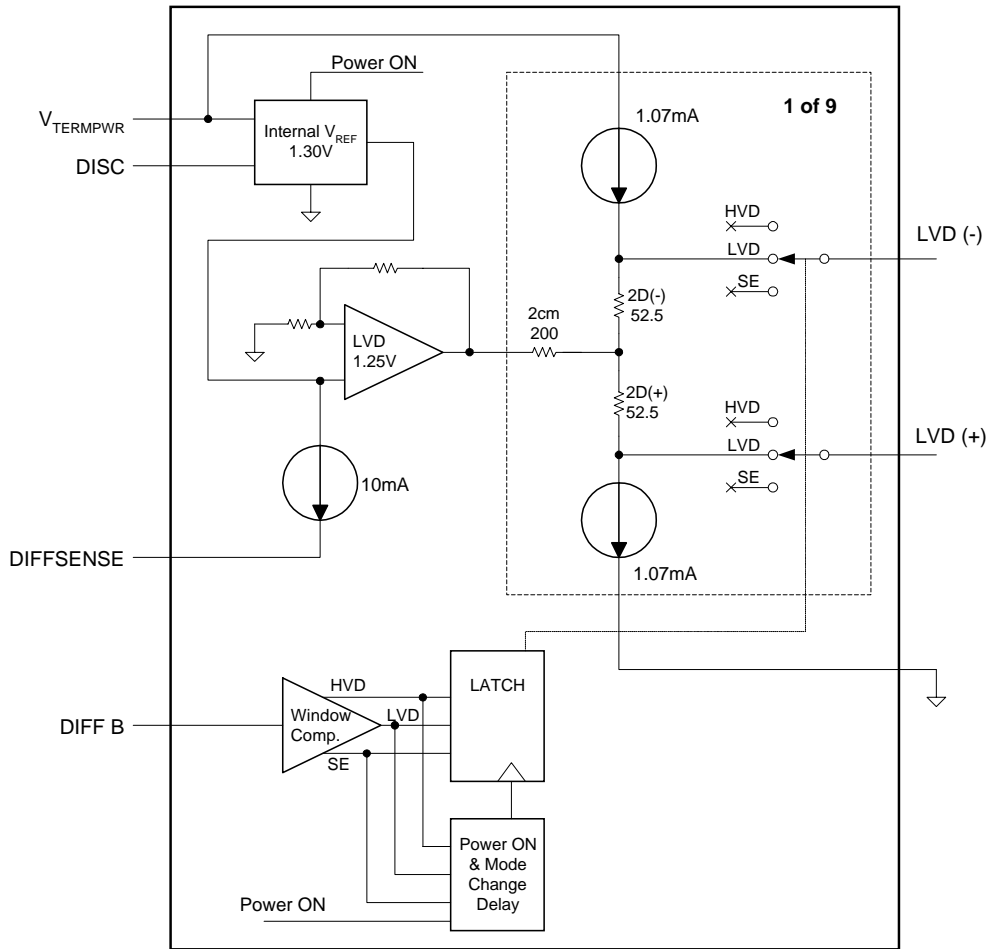 Power ON
1.07mA
1 of 9
V_TERMPWR
Internal V_REF
1.30V
DISC
HVD
LVD
SE
LVD (-)
2D(-)
52.5
2cm
200
LVD
1.25V
2D(+)
52.5
HVD
LVD
SE
LVD (+)
10mA
DIFFSENSE
1.07mA
HVD
LATCH
DIFF B
Window
Comp.
LVD
SE
Power ON
& Mode
Change
Delay
Power ON